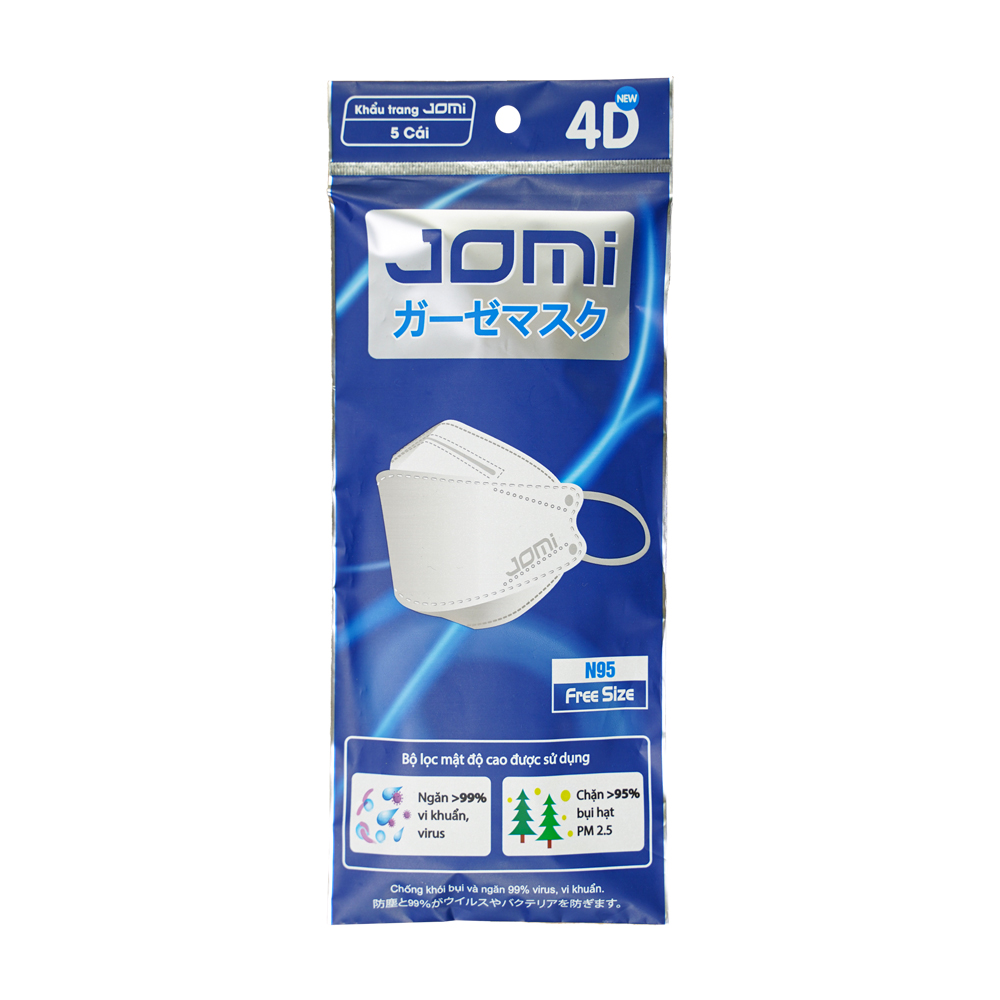 Khẩu trang JOMi
5 Cái
4D
NEW
JOMi
ガーゼマスク
JOMi
N95
Free Size
Bộ lọc mật độ cao được sử dụng
Ngăn >99%
vi khuẩn,
virus
Chặn >95%
bụi hạt
PM 2.5
Chống khói bụi và ngăn 99% virus, vi khuẩn.
防塵と99%がウイルスやバクテリアを防ぎます。